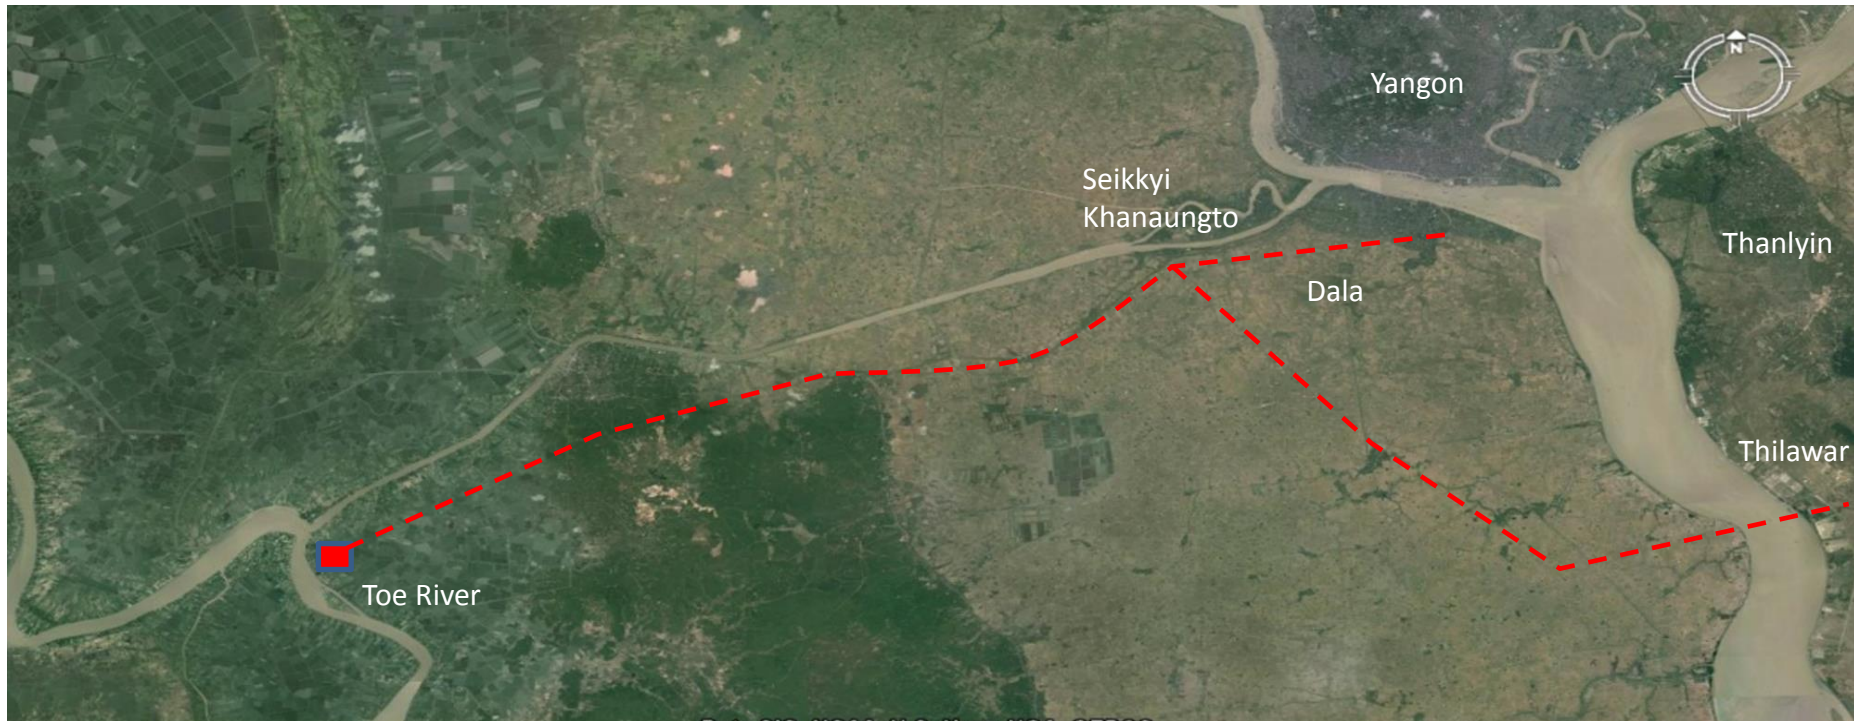 N
Yangon
Seikkyi
Khanaungto
Thanlyin
Dala
Thilawar
Toe River